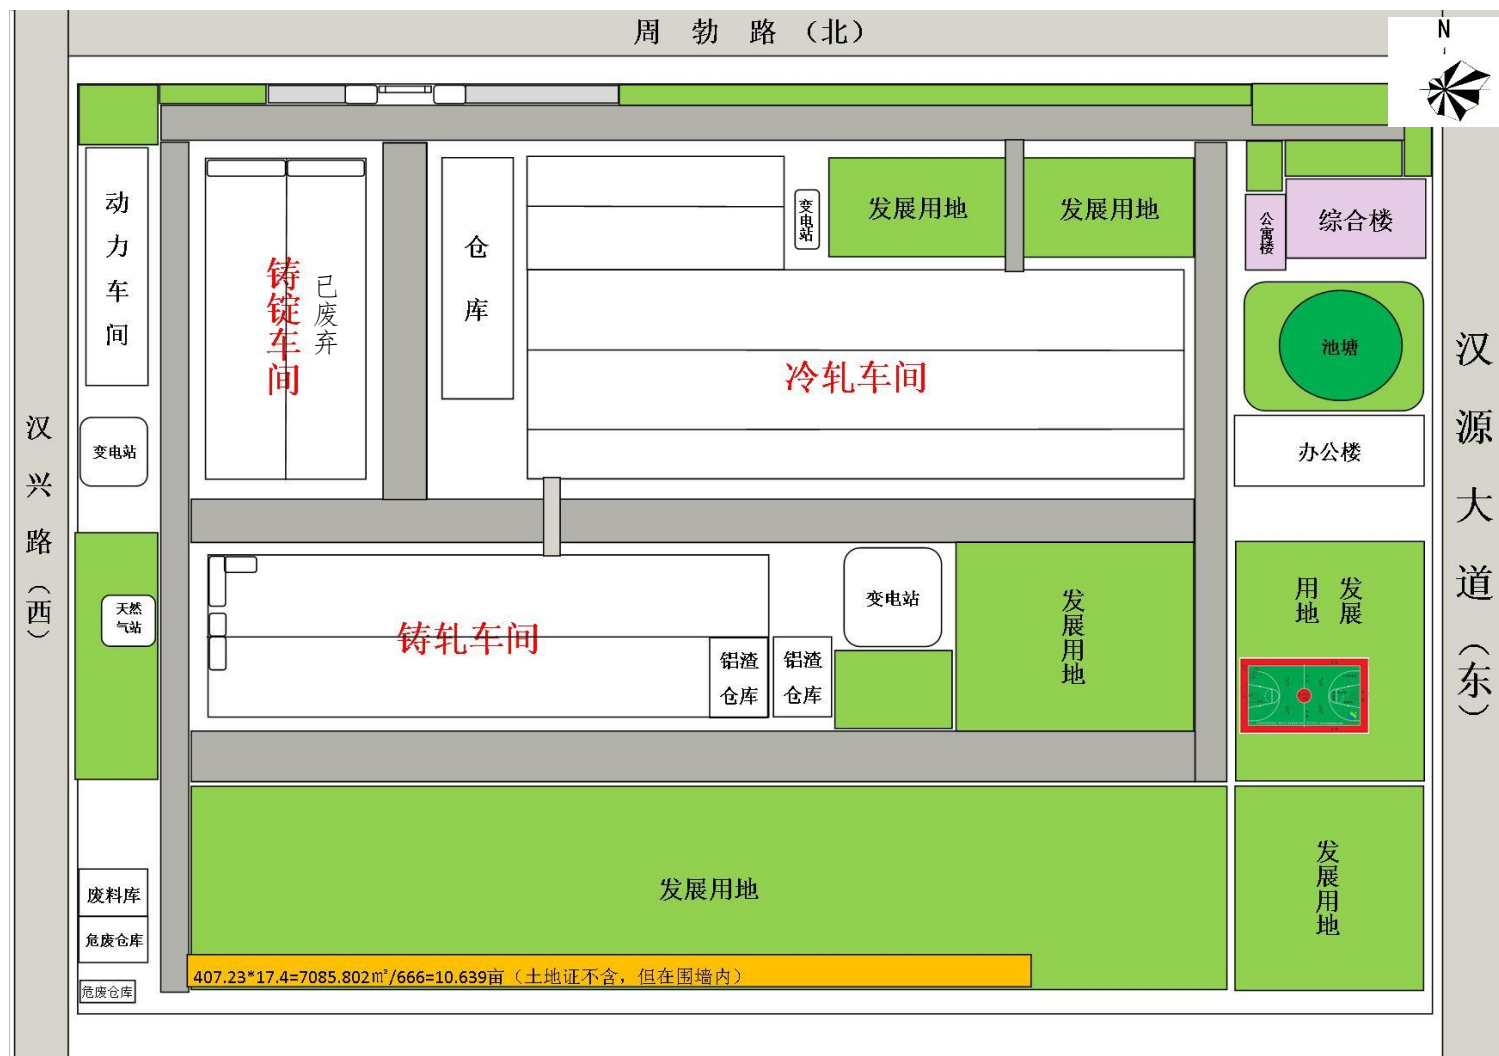 周勃路（北）
N
动力车间
铸锭车间
已废弃
仓库
变电站
发展用地
发展用地
公寓楼
综合楼
冷轧车间
池塘
汉源大道（东）
汉兴路（西）
变电站
办公楼
天然
气站
铸轧车间
铝渣
仓库
铝渣
仓库
变电站
发展用地
发展
用地
废料库
危废仓库
危废仓库
发展用地
发展用地
407.23*17.4=7085.802㎡/666=10.639亩（土地证不含，但在围墙内）